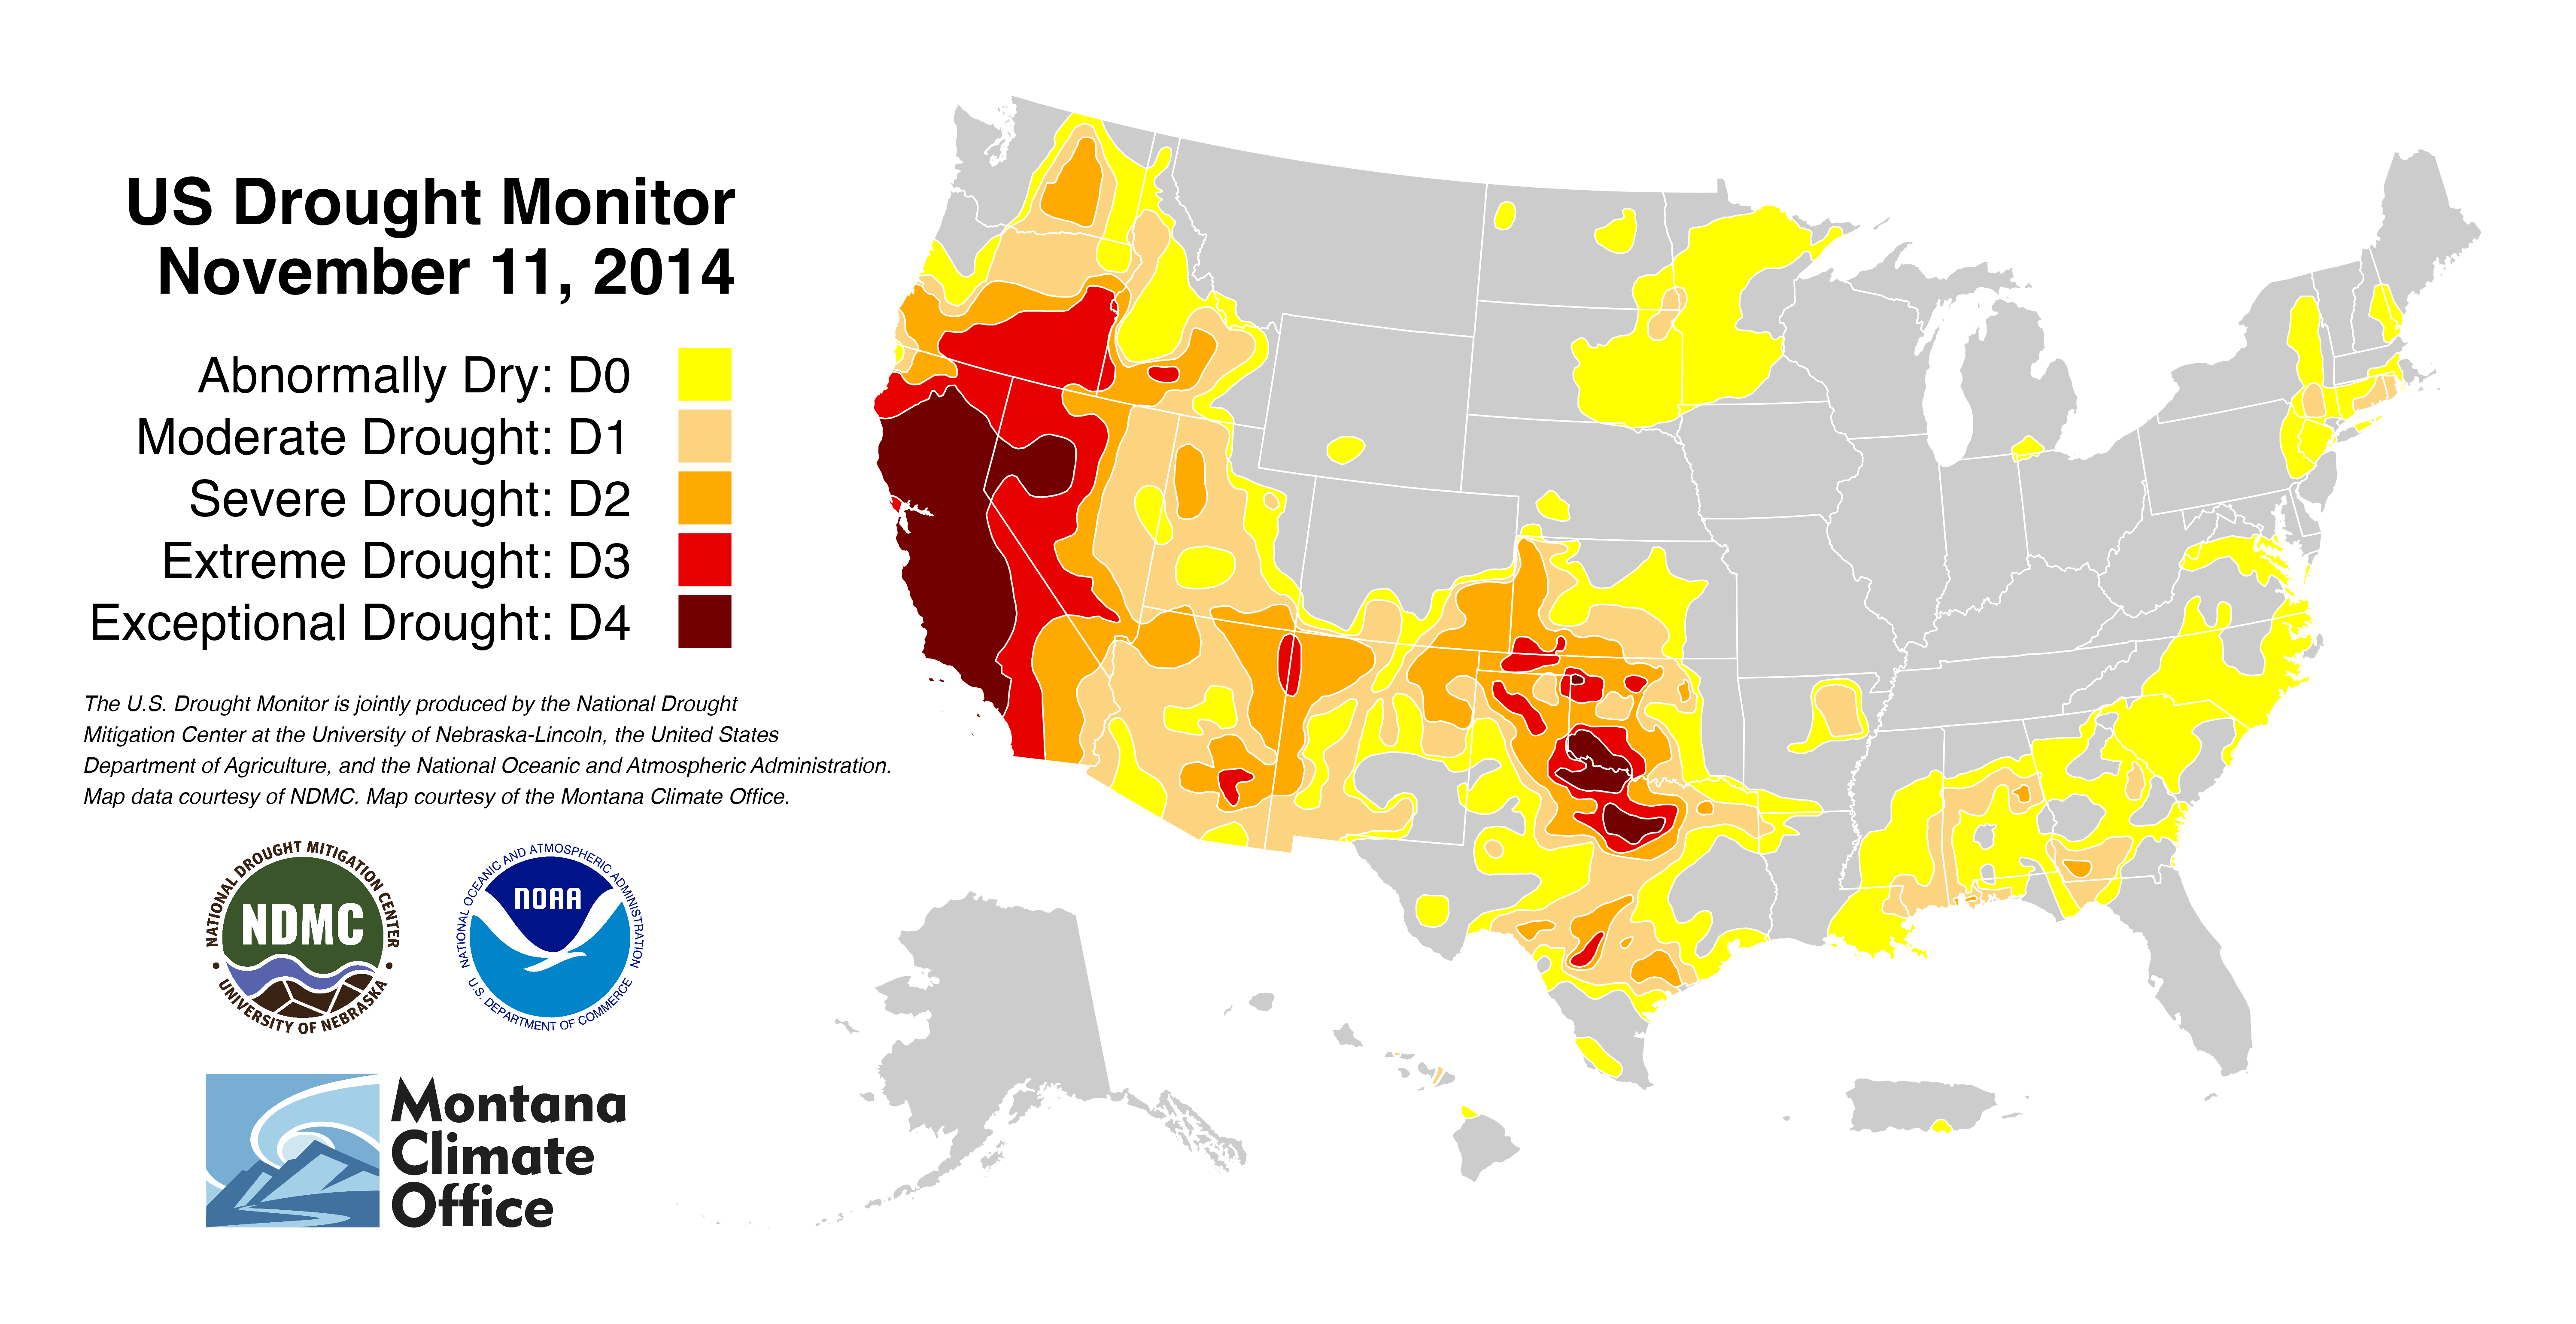 US Drought Monitor
November 11, 2014
Abnormally Dry: D0
Moderate Drought: D1
Severe Drought: D2
Extreme Drought: D3
Exceptional Drought: D4
The U.S. Drought Monitor is jointly produced by the National Drought
Mitigation Center at the University of Nebraska-Lincoln, the United States
Department of Agriculture, and the National Oceanic and Atmospheric Administration.
Map data courtesy of NDMC. Map courtesy of the Montana Climate Office.
NATIONAL DROUGHT MITIGATION CENTER
NDMC
• UNIVERSITY OF NEBRASKA •
NATIONAL OCEANIC AND ATMOSPHERIC ADMINISTRATION
NOAA
U.S. DEPARTMENT OF COMMERCE
Montana
Climate
Office